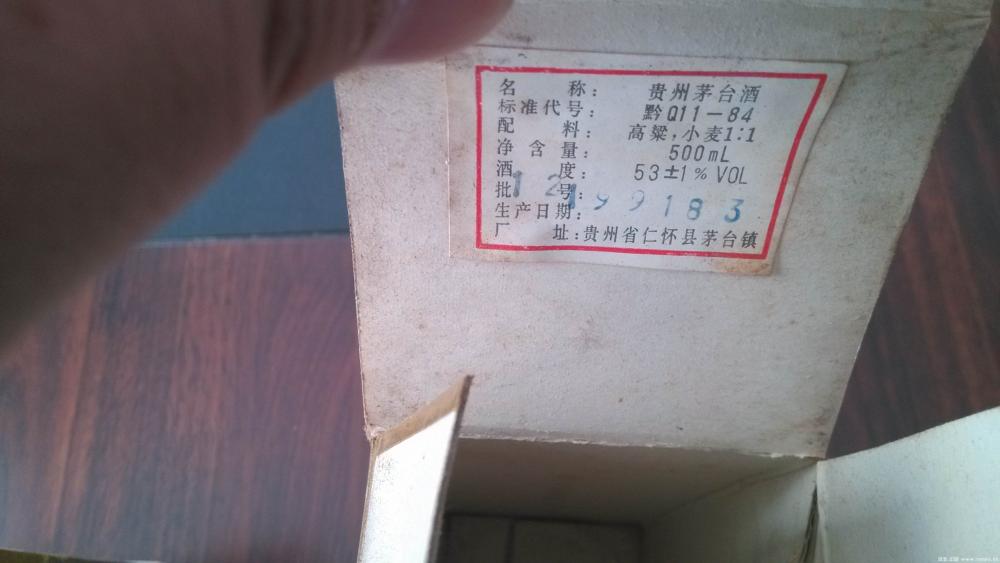 名 称： 贵州茅台酒
标准代号： 黔Q11-84
配 料： 高粱,小麦1:1
净含量： 500mL
酒 度： 53±1%VOL
批 号： 12
生产日期： 199183
厂 址：贵州省仁怀县茅台镇